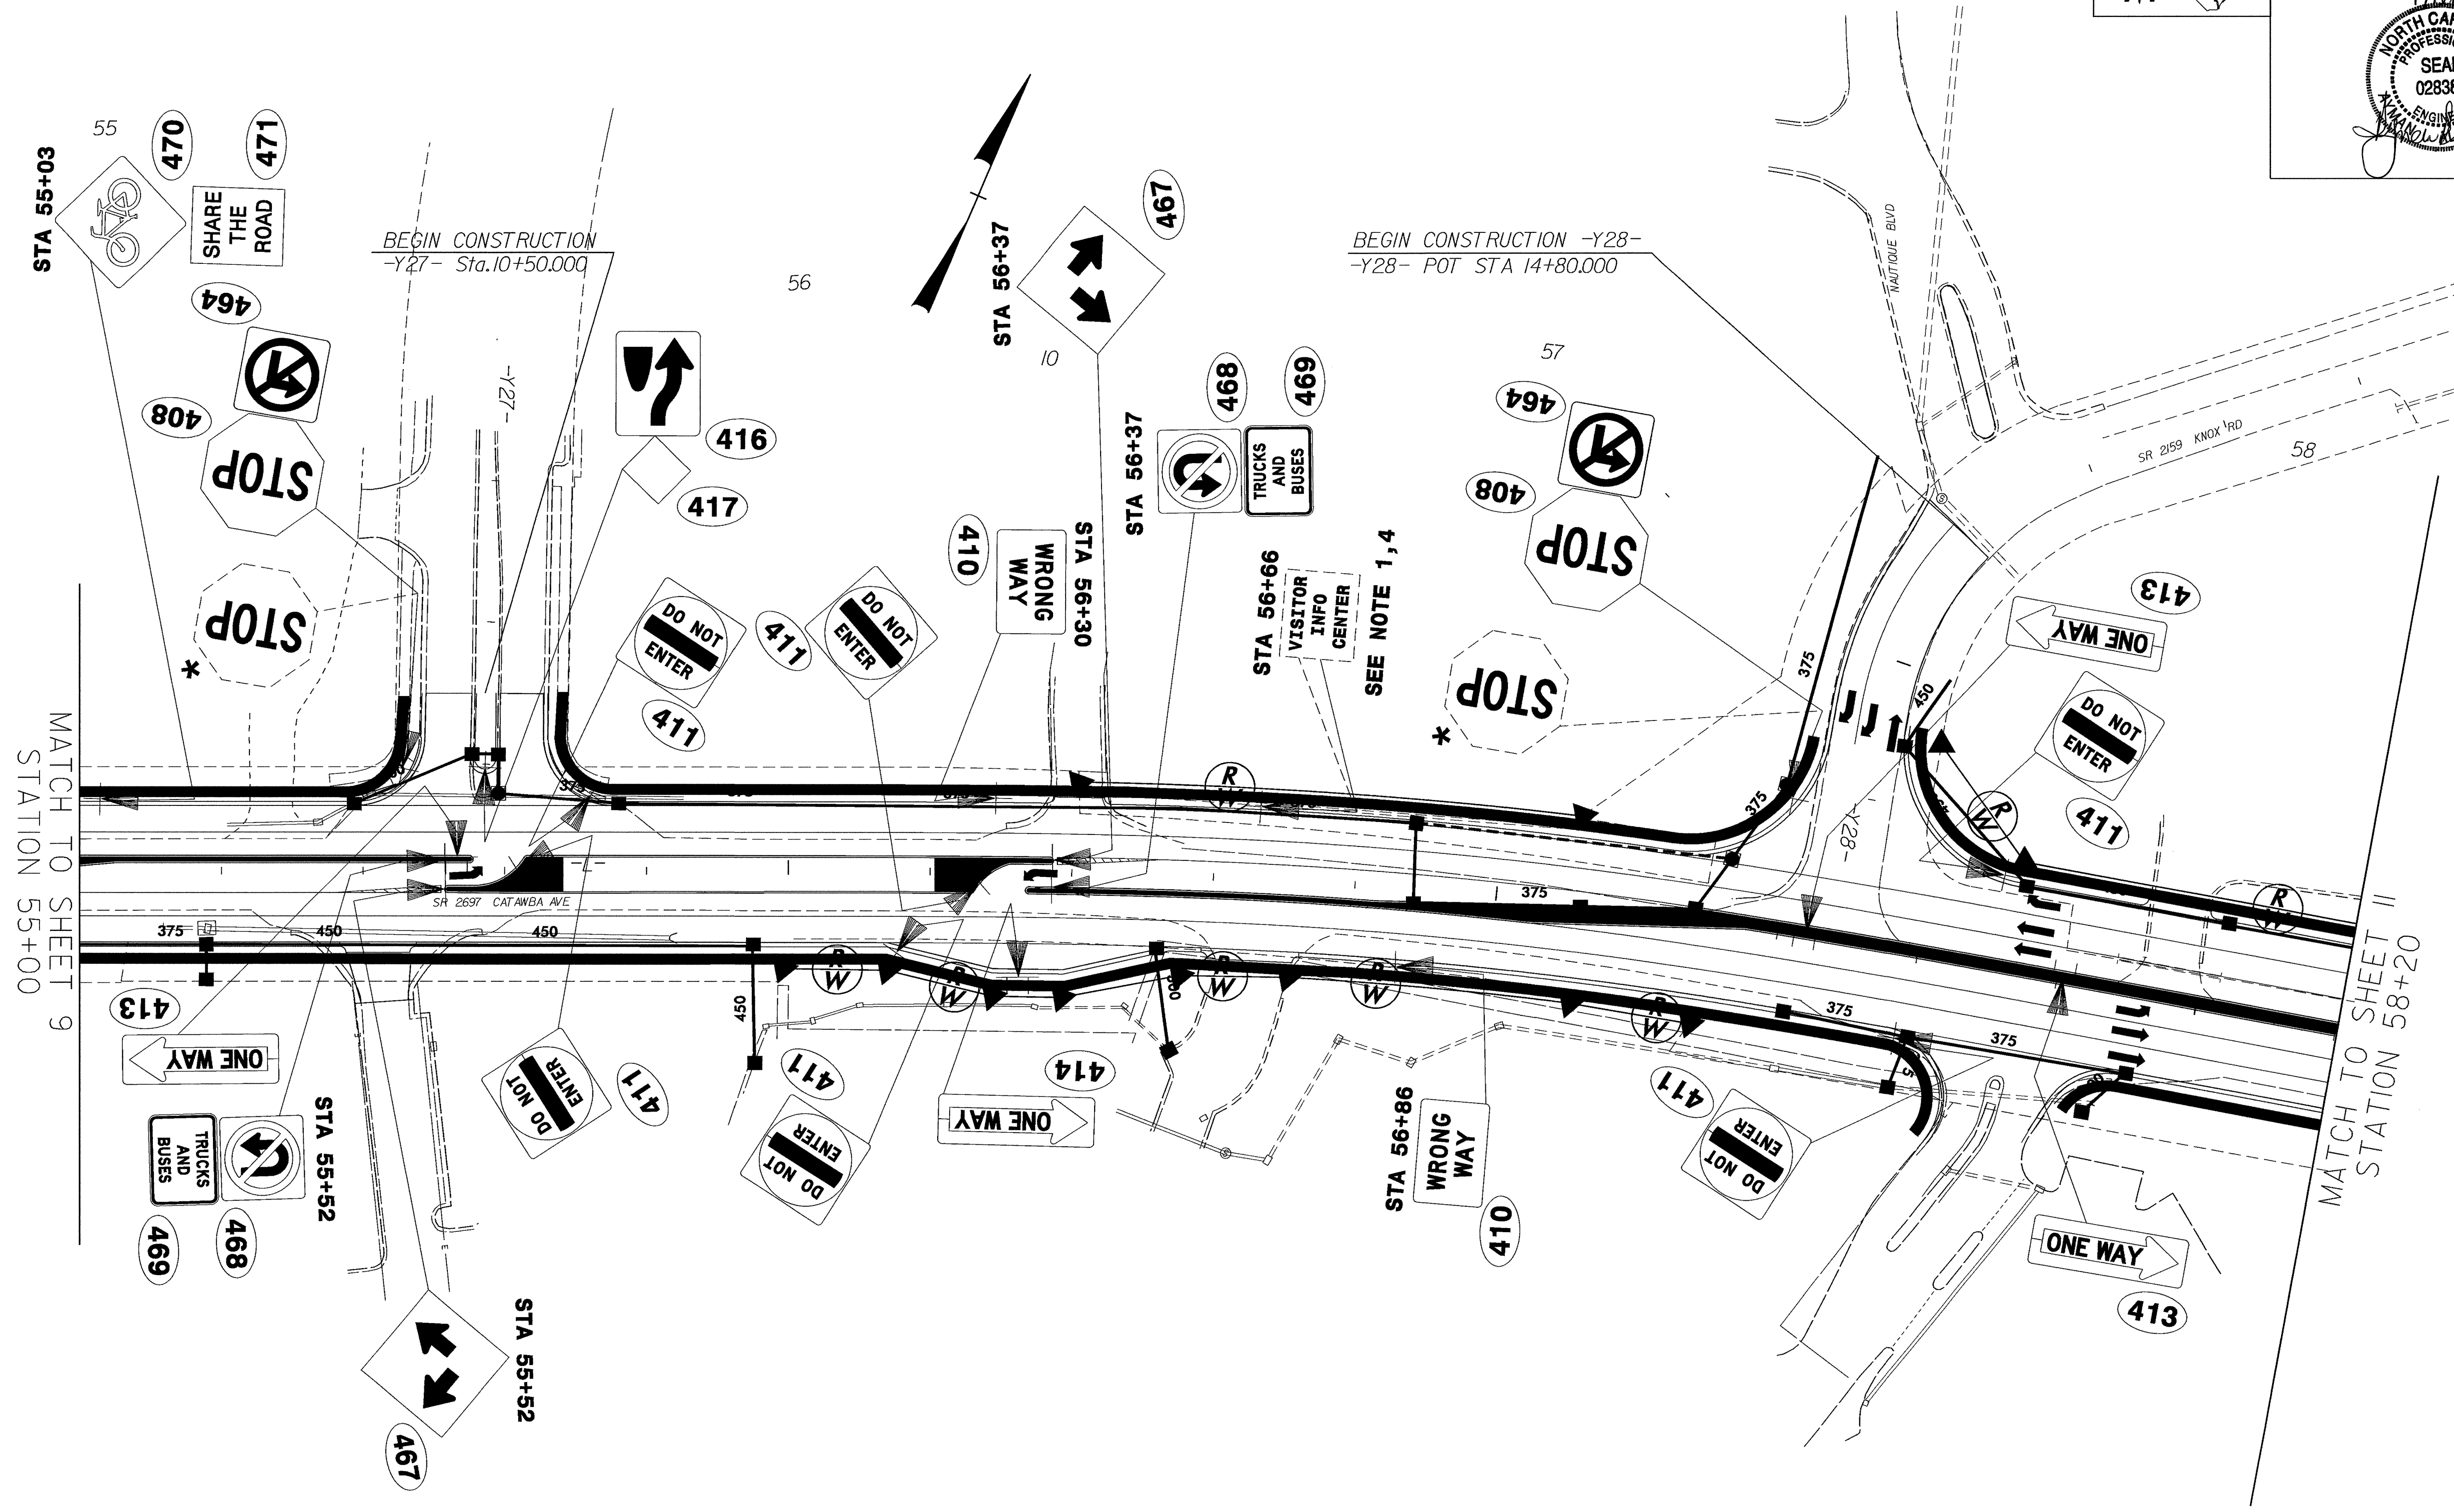 NORTH CAR
PROFESSI
SEAL
0283
ENGINE
55
470
471
STA 55+03
SHARE
THE
ROAD
464
408
STOP
STOP
*
BEGIN CONSTRUCTION
-Y27- Sta.10+50.000
-Y27-
416
417
56
STA 56+37
467
10
STA 56+37
468
469
TRUCKS
AND
BUSES
BEGIN CONSTRUCTION -Y28-
-Y28- POT STA 14+80.000
57
464
408
STOP
STOP
*
NAUTIQUE BLVD
SR 2159 KNOX RD
58
DO NOT
ENTER
411
411
DO NOT
ENTER
410
WRONG
WAY
STA 56+30
STA 56+66
VISITOR
INFO
CENTER
SEE NOTE 1,4
413
ONE WAY
DO NOT
ENTER
411
375
450
375
-Y28-
375
R
W
R
W
R
W
MATCH TO SHEET 9
STATION 55+00
SR 2697 CATAWBA AVE
375
375
450
450
450
R
W
R
W
R
W
R
W
R
W
375
375
MATCH TO SHEET 11
STATION 58+20
413
ONE WAY
TRUCKS
AND
BUSES
469
468
STA 55+52
467
STA 55+52
DO NOT
ENTER
411
411
DO NOT
ENTER
414
ONE WAY
STA 56+86
WRONG
WAY
410
411
DO NOT
ENTER
ONE WAY
413